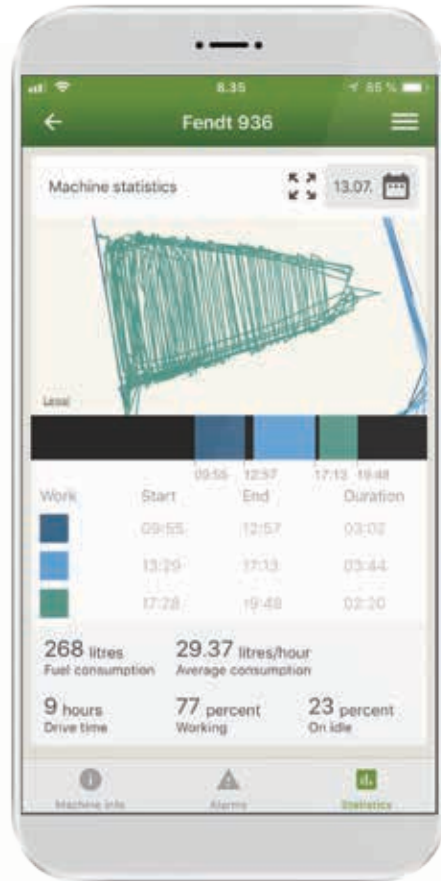 8.35 85 %
Fendt 936
Machine statistics 13.07.
Legal
09:55 12:57 17:13 19:48
Work Start End Duration
09:55 12:57 03:02
13:29 17:13 03:44
17:28 19:48 02:20
268 litres 29.37 litres/hour
Fuel consumption Average consumption
9 hours 77 percent 23 percent
Drive time Working On idle
Machine info Alarms Statistics